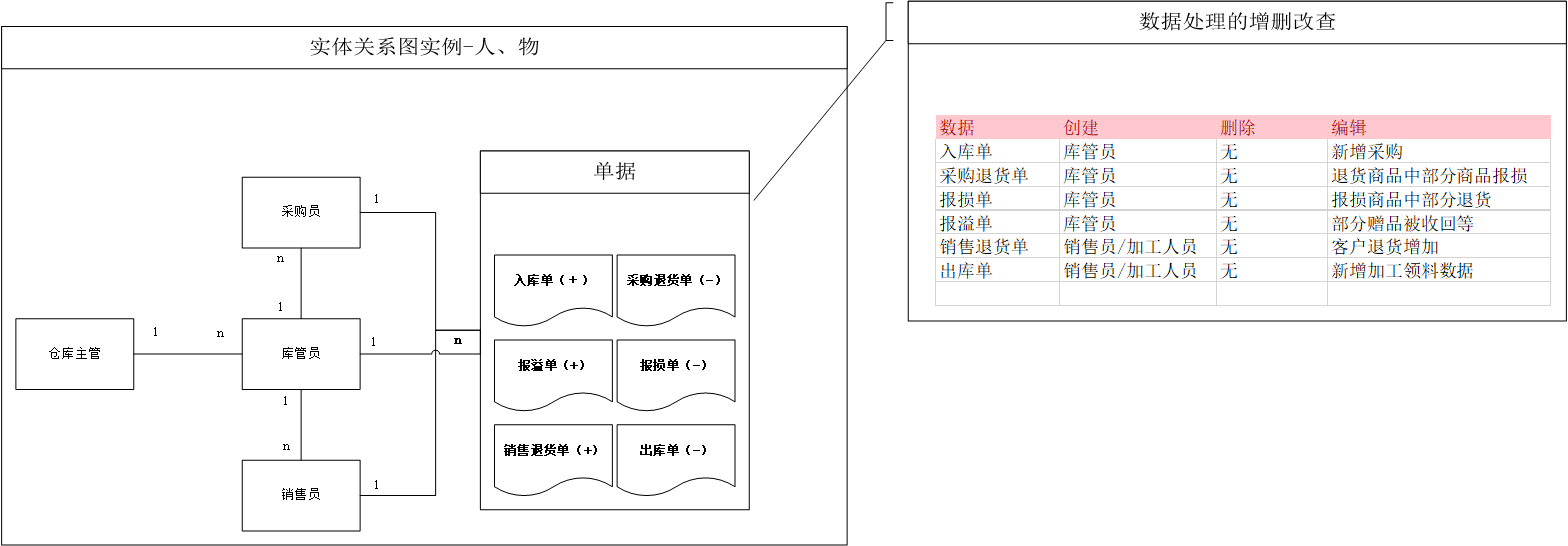 实体关系图实例-人、物
采购员
1
n
1
仓库主管
1
n
库管员
1
n
1
n
销售员
1
单据
入库单（＋）
采购退货单（-）
报溢单（+）
报损单（-）
销售退货单（+）
出库单（-）
数据处理的增删改查
数据 创建 删除 编辑
入库单 库管员 无 新增采购
采购退货单 库管员 无 退货商品中部分商品报损
报损单 库管员 无 报损商品中部分退货
报溢单 库管员 无 部分赠品被收回等
销售退货单 销售员/加工人员 无 客户退货增加
出库单 销售员/加工人员 无 新增加工领料数据